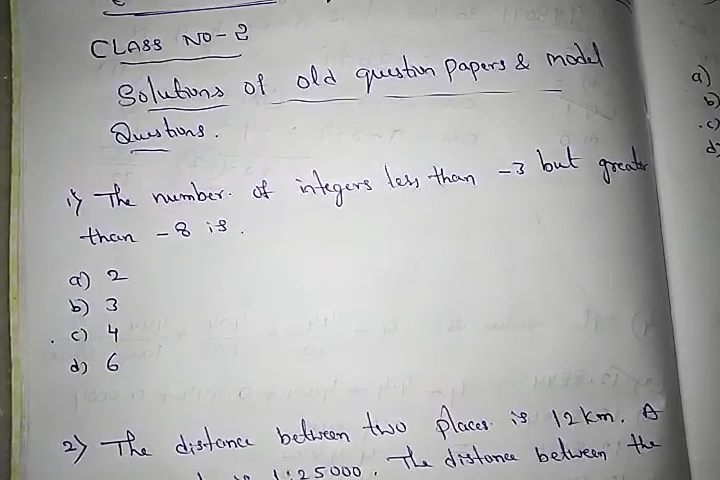 CLASS NO-2
Solutions of old question papers & model
Questions.
1) The number of integers less than -3 but greater
than -8 is.
a) 2
b) 3
c) 4
d) 6
2) The distance between two places is 12km. A
is 1:25000. The distance between the
a)
b)
c)
d)